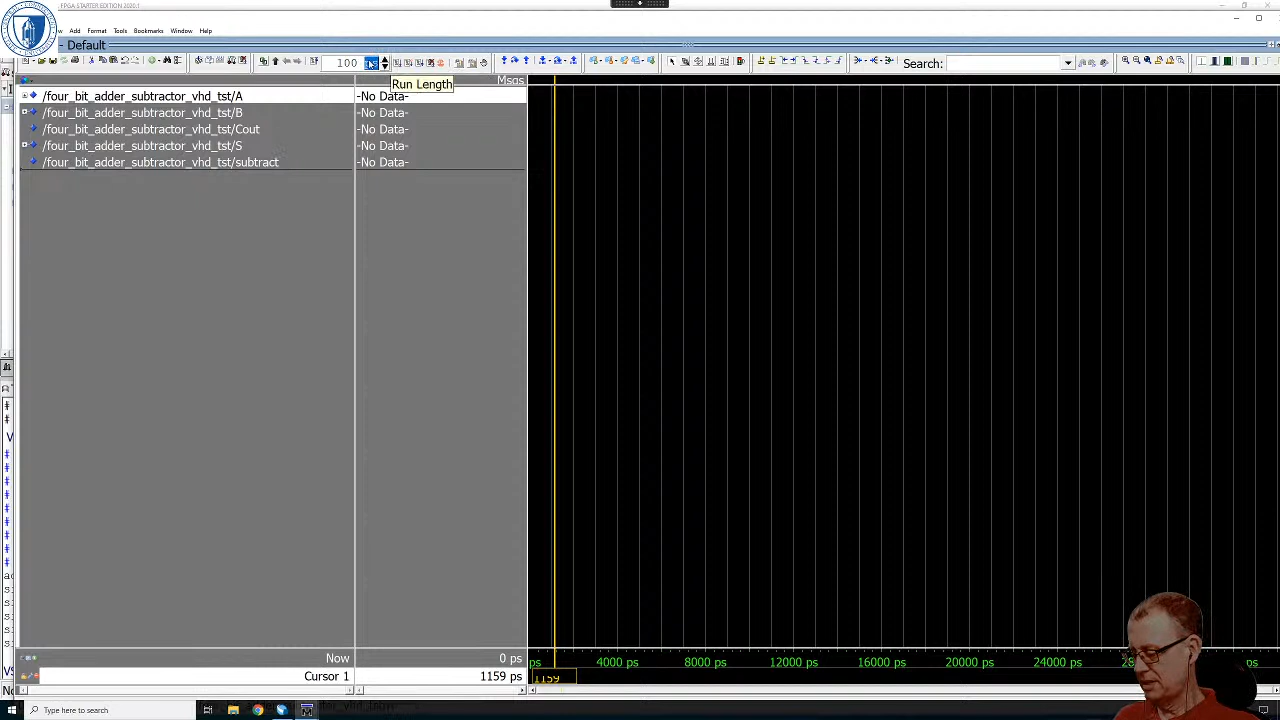 FPGA STARTER EDITION 2020.1
Add Format Tools Bookmarks Window Help
Default
100
Search:
Run Length
Msgs
/four_bit_adder_subtractor_vhd_tst/A -No Data-
/four_bit_adder_subtractor_vhd_tst/B -No Data-
/four_bit_adder_subtractor_vhd_tst/Cout -No Data-
/four_bit_adder_subtractor_vhd_tst/S -No Data-
/four_bit_adder_subtractor_vhd_tst/subtract -No Data-
Now 0 ps
ps 4000 ps 8000 ps 12000 ps 16000 ps 20000 ps 24000 ps ps
Cursor 1 1159 ps
1159
Type here to search